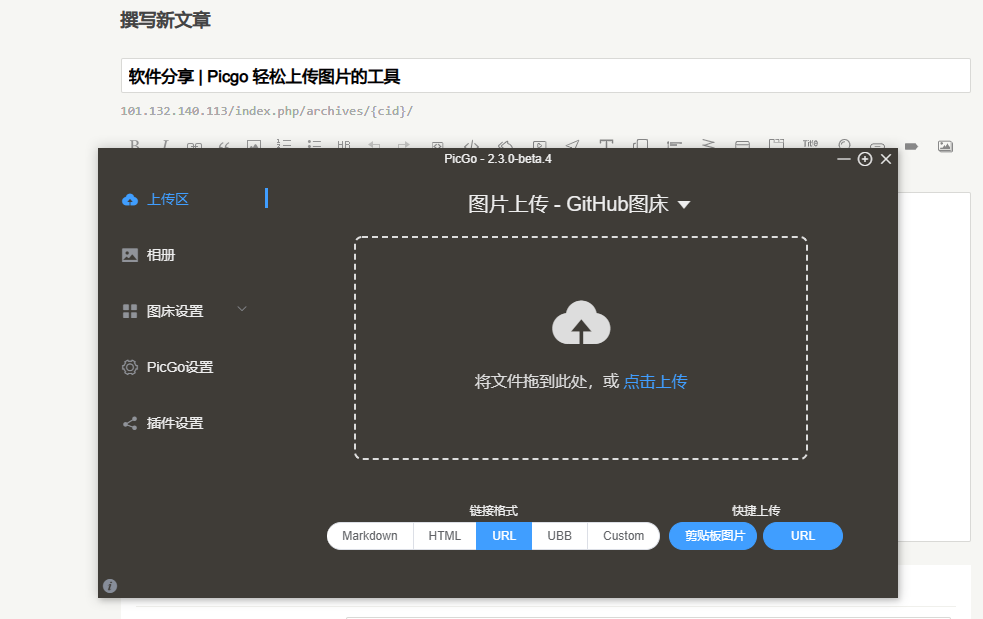 撰写新文章
软件分享 | Picgo 轻松上传图片的工具
101.132.140.113/index.php/archives/{cid}/
B I HB T Title
PicGo - 2.3.0-beta.4
上传区
图片上传 - GitHub图床
相册
图床设置
PicGo设置
将文件拖到此处，或 点击上传
插件设置
链接格式 快捷上传
Markdown HTML URL UBB Custom 剪贴板图片 URL